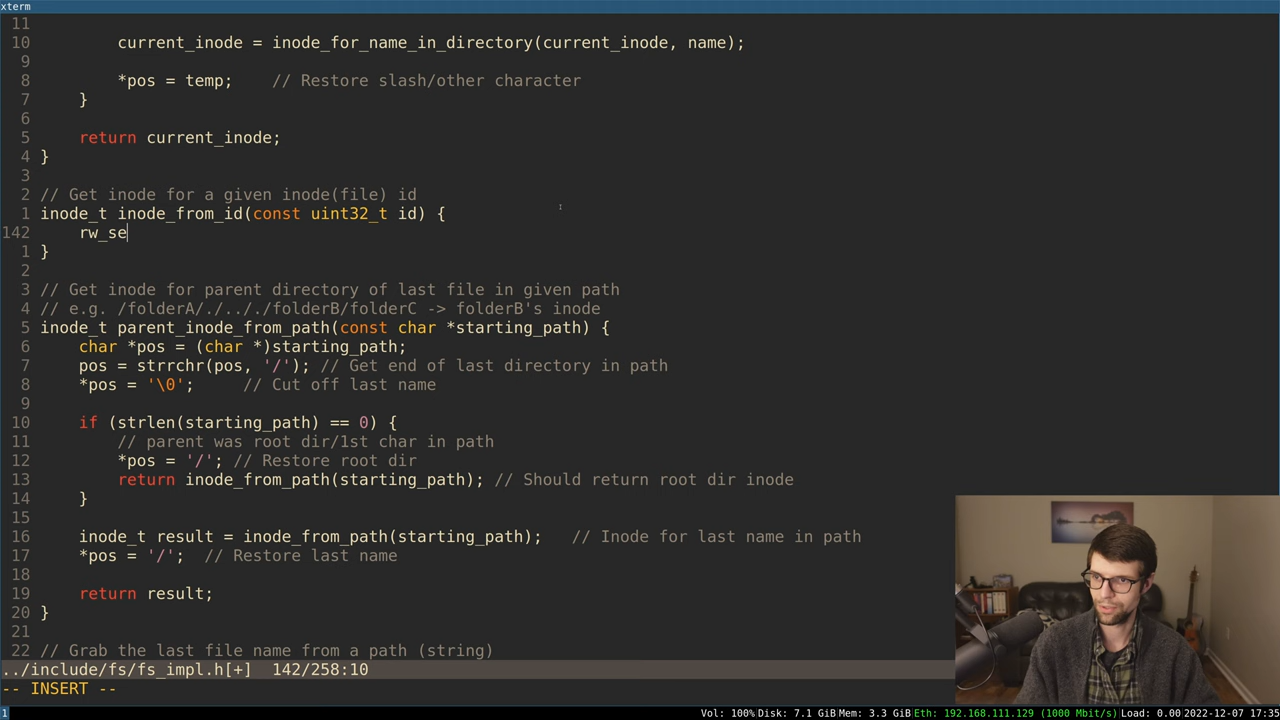 xterm
11
10         current_inode = inode_for_name_in_directory(current_inode, name);
9
8         *pos = temp;    // Restore slash/other character
7     }
6
5     return current_inode;
4 }
3
2 // Get inode for a given inode(file) id
1 inode_t inode_from_id(const uint32_t id) {
142     rw_se
1 }
2
3 // Get inode for parent directory of last file in given path
4 // e.g. /folderA/./.././folderB/folderC -> folderB's inode
5 inode_t parent_inode_from_path(const char *starting_path) {
6     char *pos = (char *)starting_path;
7     pos = strrchr(pos, '/'); // Get end of last directory in path
8     *pos = '\0';     // Cut off last name
9
10     if (strlen(starting_path) == 0) {
11         // parent was root dir/1st char in path
12         *pos = '/'; // Restore root dir
13         return inode_from_path(starting_path); // Should return root dir inode
14     }
15
16     inode_t result = inode_from_path(starting_path);   // Inode for last name in path
17     *pos = '/';  // Restore last name
18
19     return result;
20 }
21
22 // Grab the last file name from a path (string)
../include/fs/fs_impl.h[+]  142/258:10
-- INSERT --
1 Vol: 100% Disk: 7.1 GiB Mem: 3.3 GiB Eth: 192.168.111.129 (1000 Mbit/s) Load: 0.00 2022-12-07 17:35